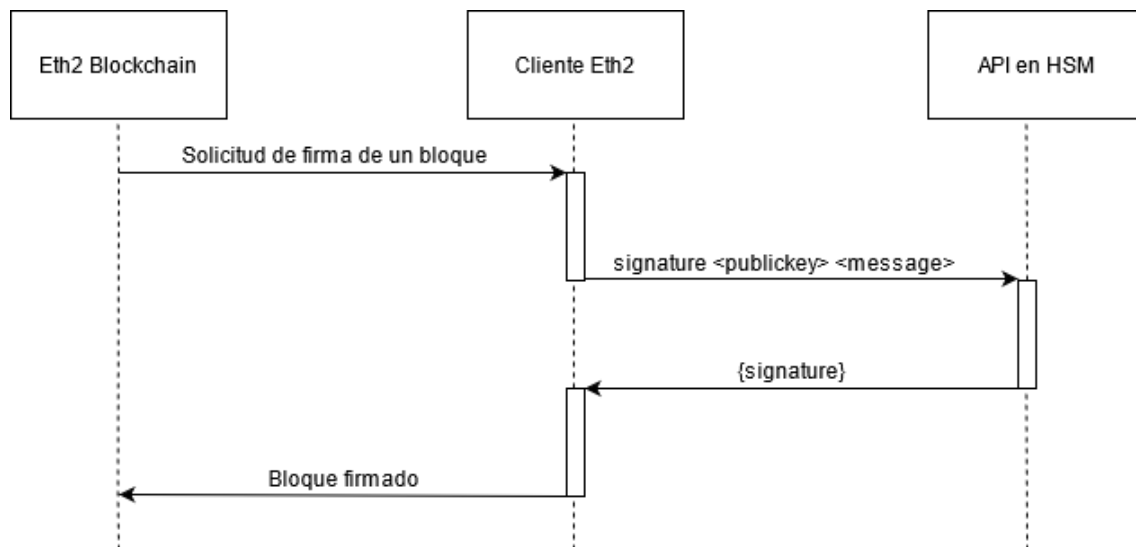 Eth2 Blockchain
Cliente Eth2
API en HSM
Solicitud de firma de un bloque
signature <publickey> <message>
{signature}
Bloque firmado